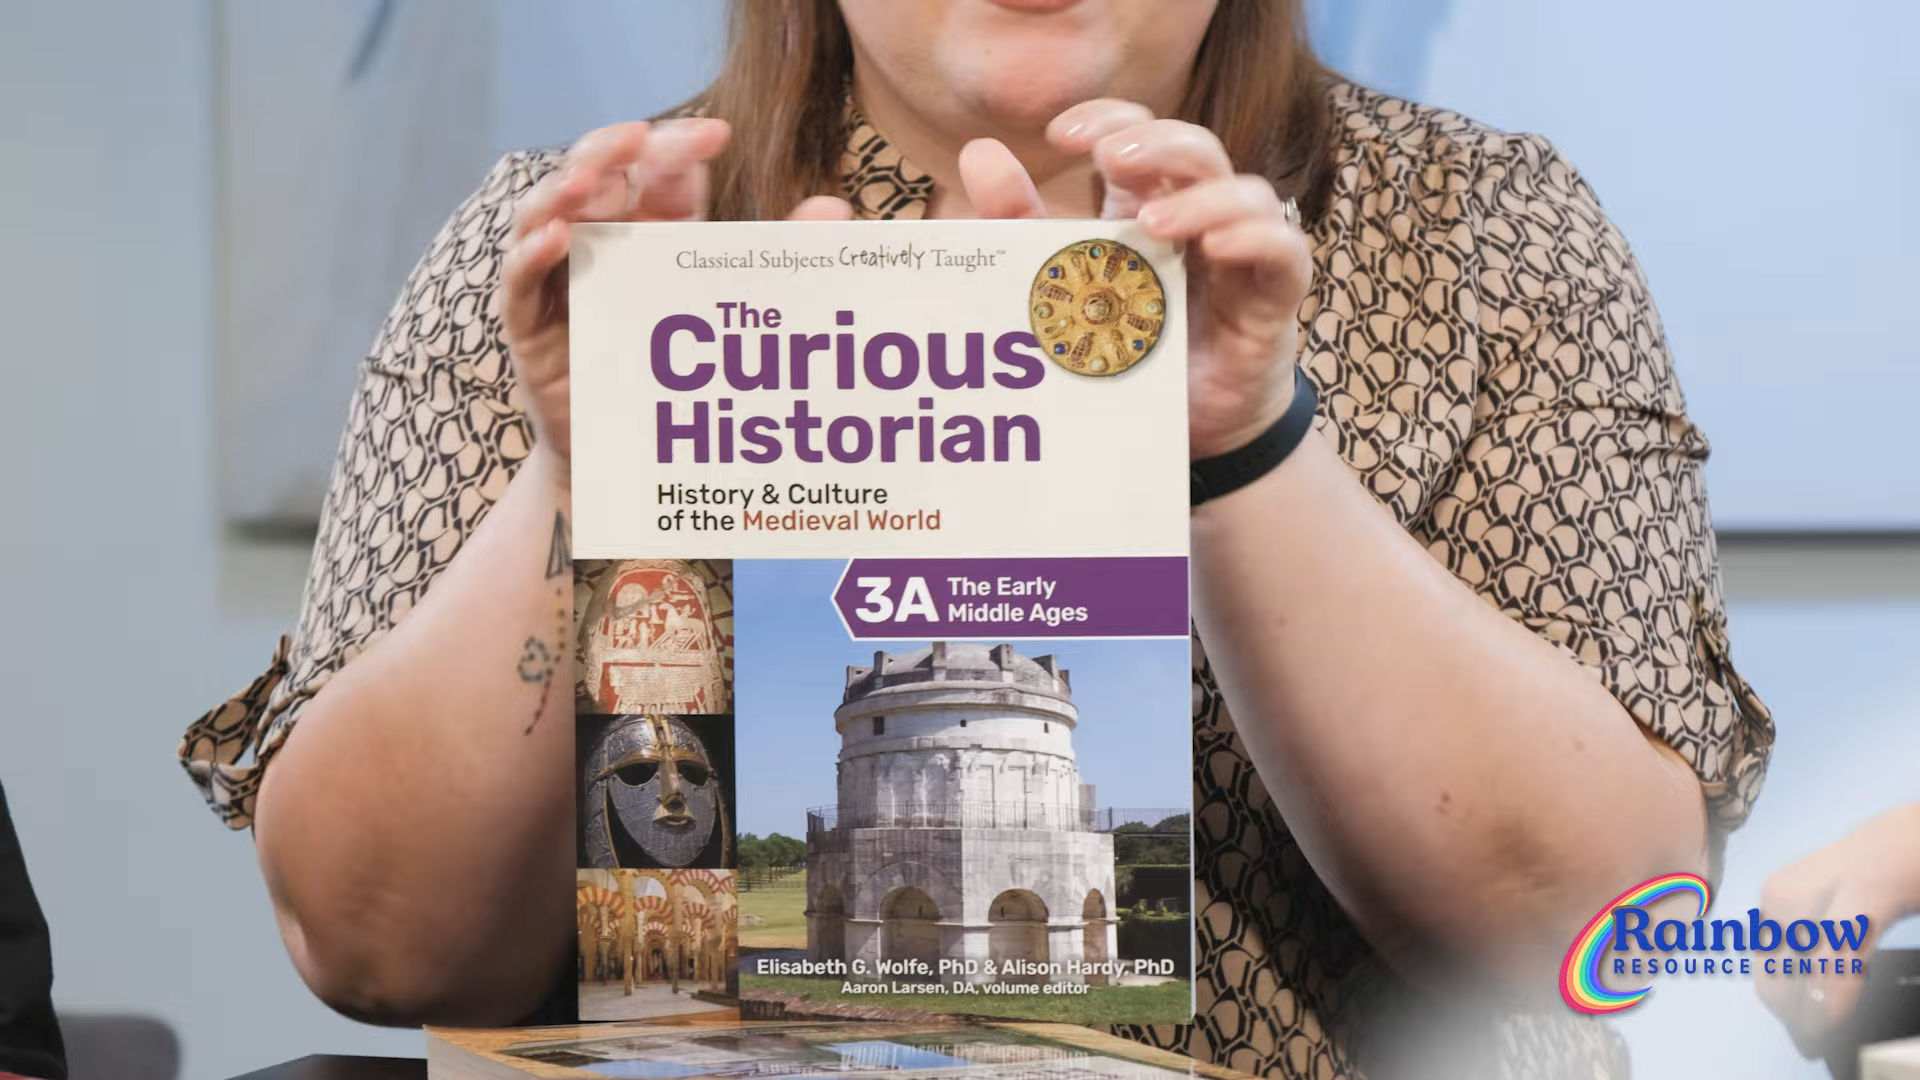 Classical Subjects Creatively Taught™
The
Curious
Historian
History & Culture
of the Medieval World
3A The Early
Middle Ages
Elisabeth G. Wolfe, PhD & Alison Hardy, PhD
Aaron Larsen, DA, volume editor
Rainbow
RESOURCE CENTER